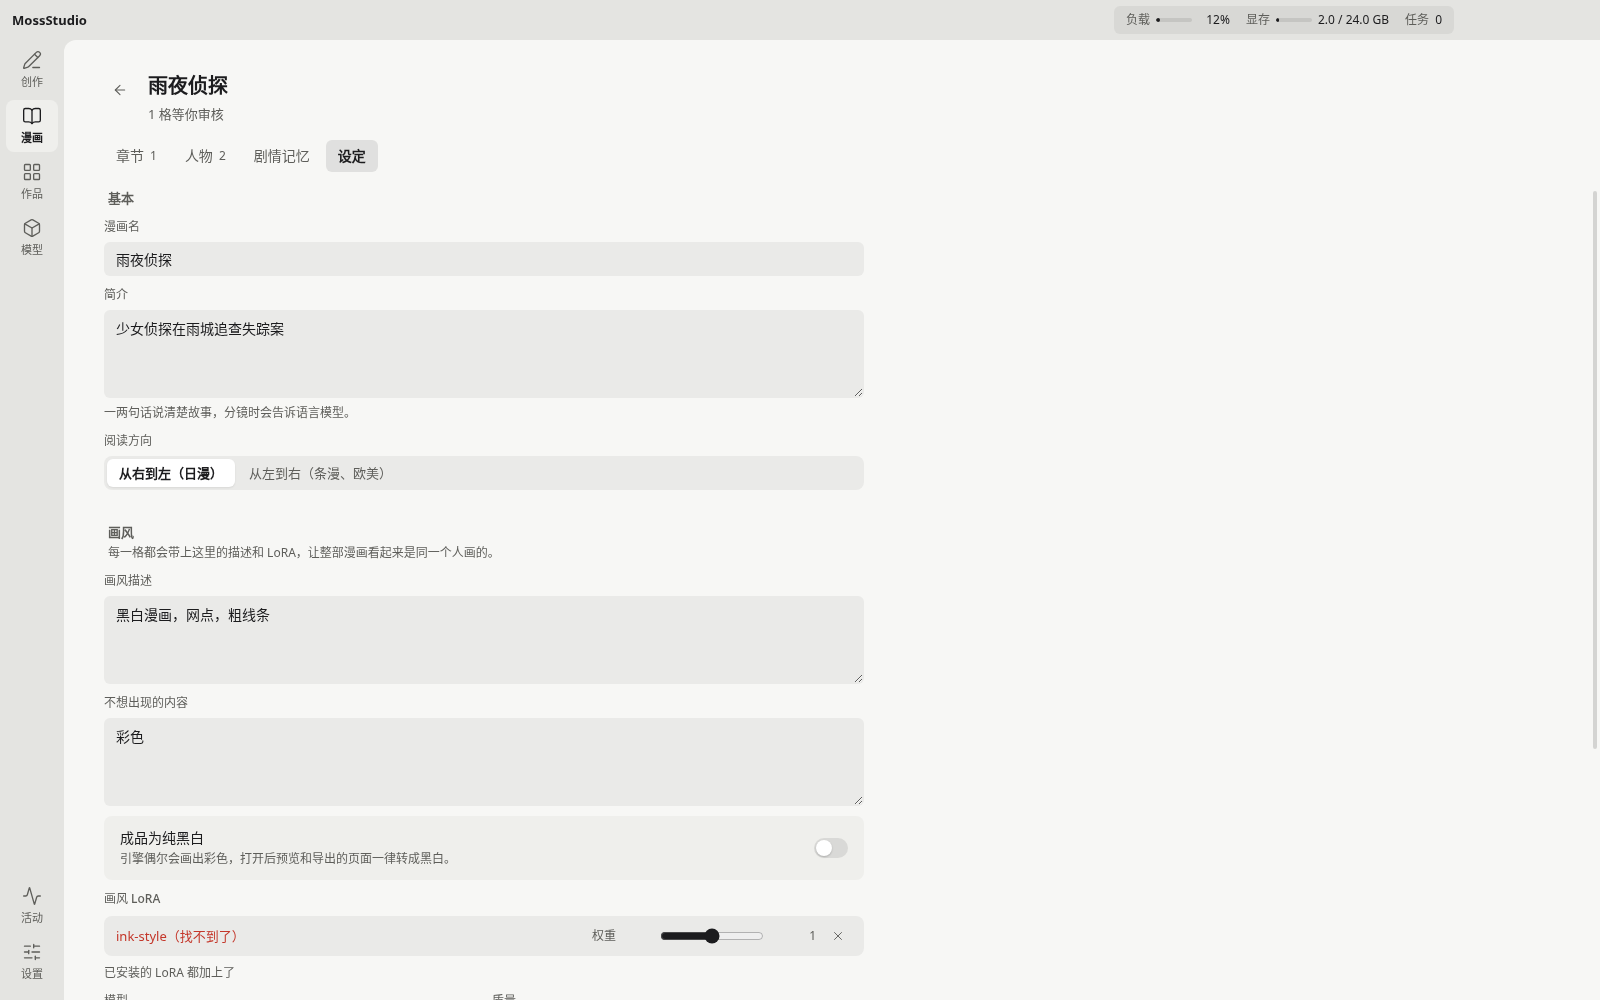 MossStudio
负载 12% 显存 2.0 / 24.0 GB 任务 0
创作
漫画
作品
模型
活动
设置
雨夜侦探
1 格等你审核
章节 1 人物 2 剧情记忆 设定
基本
漫画名
雨夜侦探
简介
少女侦探在雨城追查失踪案
一两句话说清楚故事，分镜时会告诉语言模型。
阅读方向
从右到左（日漫） 从左到右（条漫、欧美）
画风
每一格都会带上这里的描述和 LoRA，让整部漫画看起来是同一个人画的。
画风描述
黑白漫画，网点，粗线条
不想出现的内容
彩色
成品为纯黑白
引擎偶尔会画出彩色，打开后预览和导出的页面一律转成黑白。
画风 LoRA
ink-style（找不到了） 权重 1
已安装的 LoRA 都加上了
模型 质量